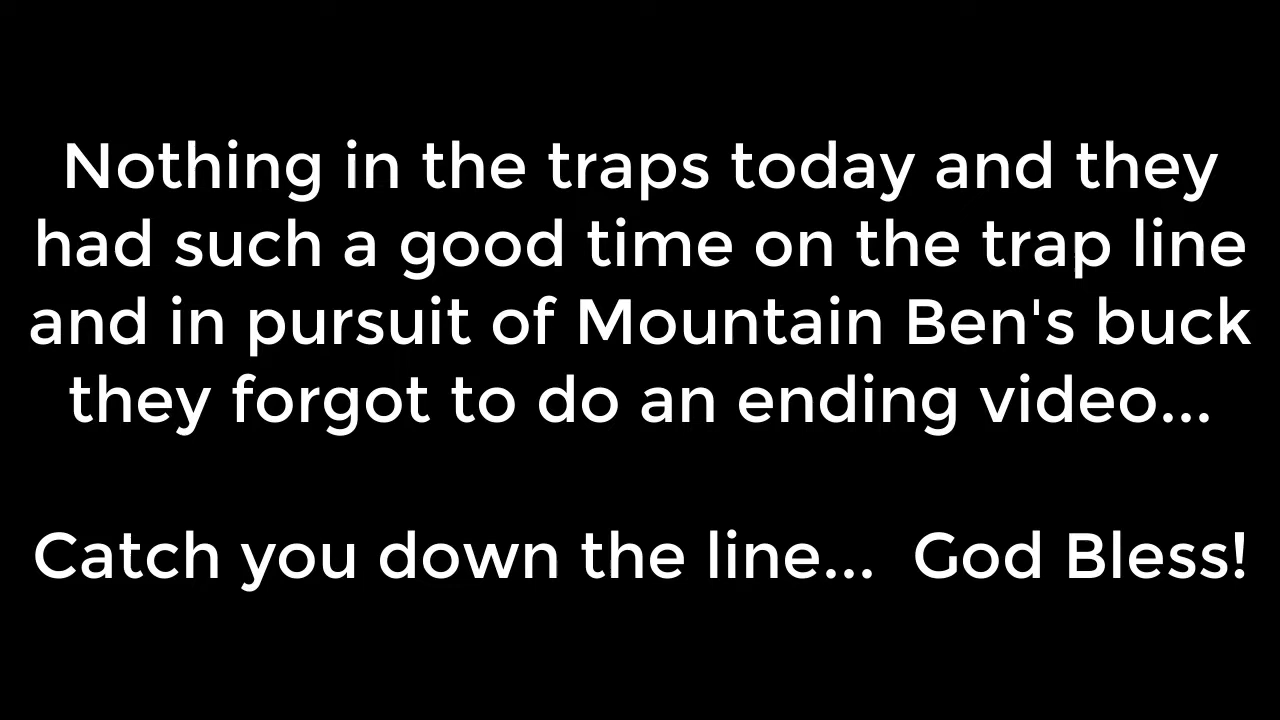 Nothing in the traps today and they
had such a good time on the trap line
and in pursuit of Mountain Ben's buck
they forgot to do an ending video...
Catch you down the line...  God Bless!